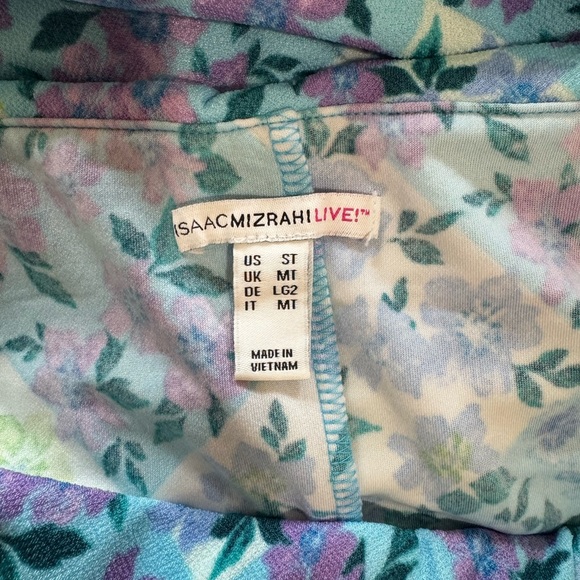 ISAACMIZRAHILIVE!™
US ST
UK MT
DE LG2
IT MT
MADE IN
VIETNAM